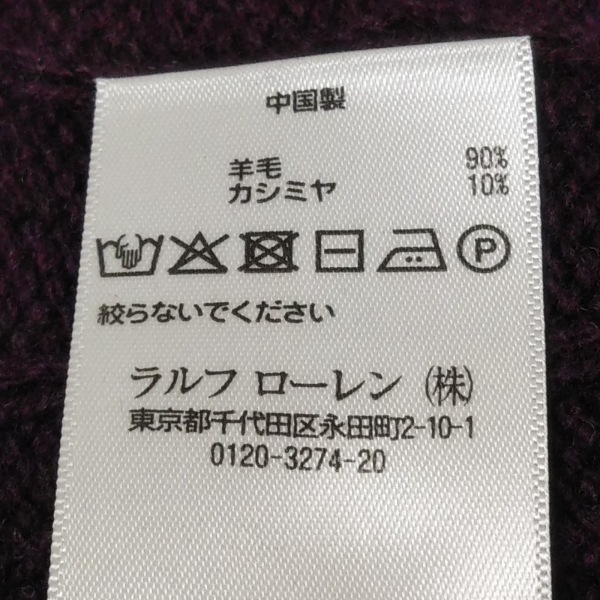 中国製
羊毛 90%
カシミヤ 10%
P
絞らないでください
ラルフ ローレン (株)
東京都千代田区永田町2-10-1
0120-3274-20